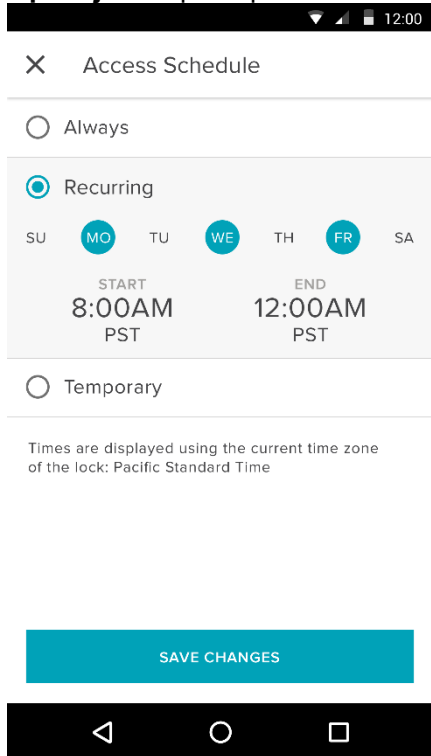 12:00
Access Schedule
Always
Recurring
SU MO TU WE TH FR SA
START END
8:00AM 12:00AM
PST PST
Temporary
Times are displayed using the current time zone
of the lock: Pacific Standard Time
SAVE CHANGES